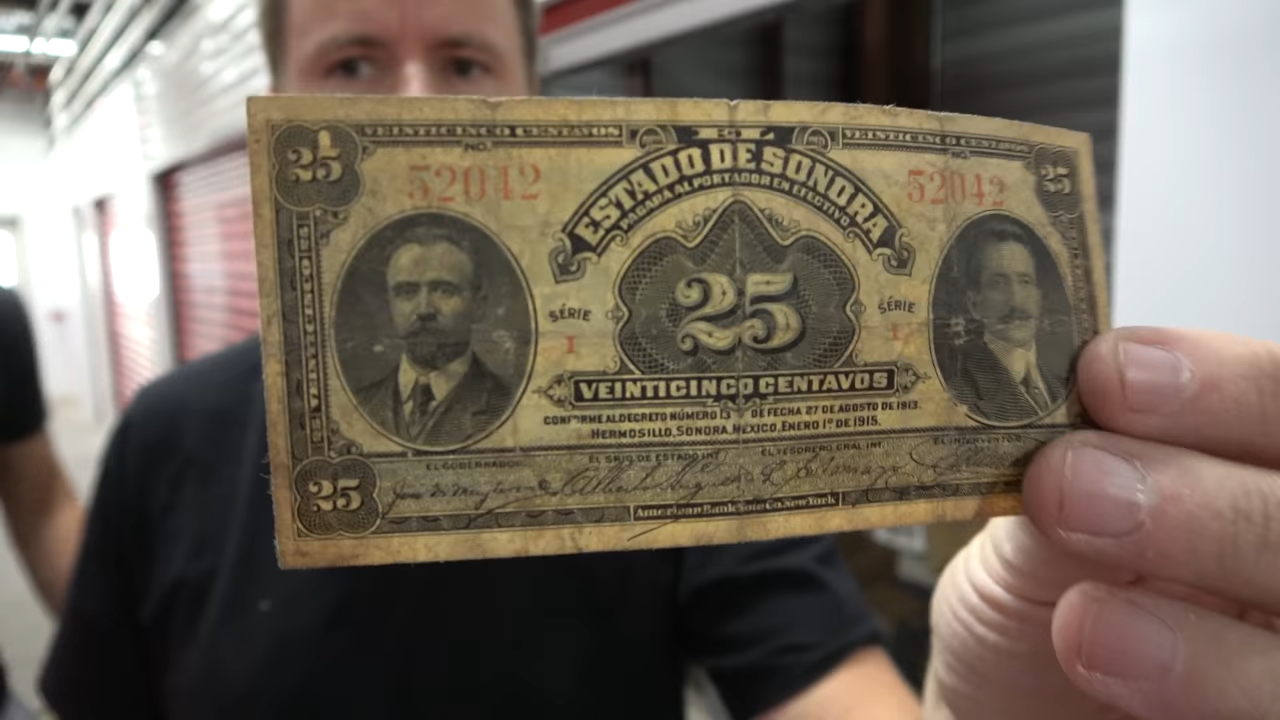 VEINTICINCO CENTAVOS EL VEINTICINCO CENTAVOS
25 NO. NO. 25
52042 ESTADO DE SONORA 52042
PAGARA AL PORTADOR EN EFECTIVO
SÉRIE 25 SÉRIE
I I
VEINTICINCO CENTAVOS
CONFORME AL DECRETO NÚMERO 13 DE FECHA 27 DE AGOSTO DE 1913.
HERMOSILLO, SONORA, MEXICO, ENERO 1º DE 1915.
EL GOBERNADOR EL SRIO. DE ESTADO INT. EL TESORERO GRAL. INT. EL INTERVENTOR
25
American Bank Note Co. New York